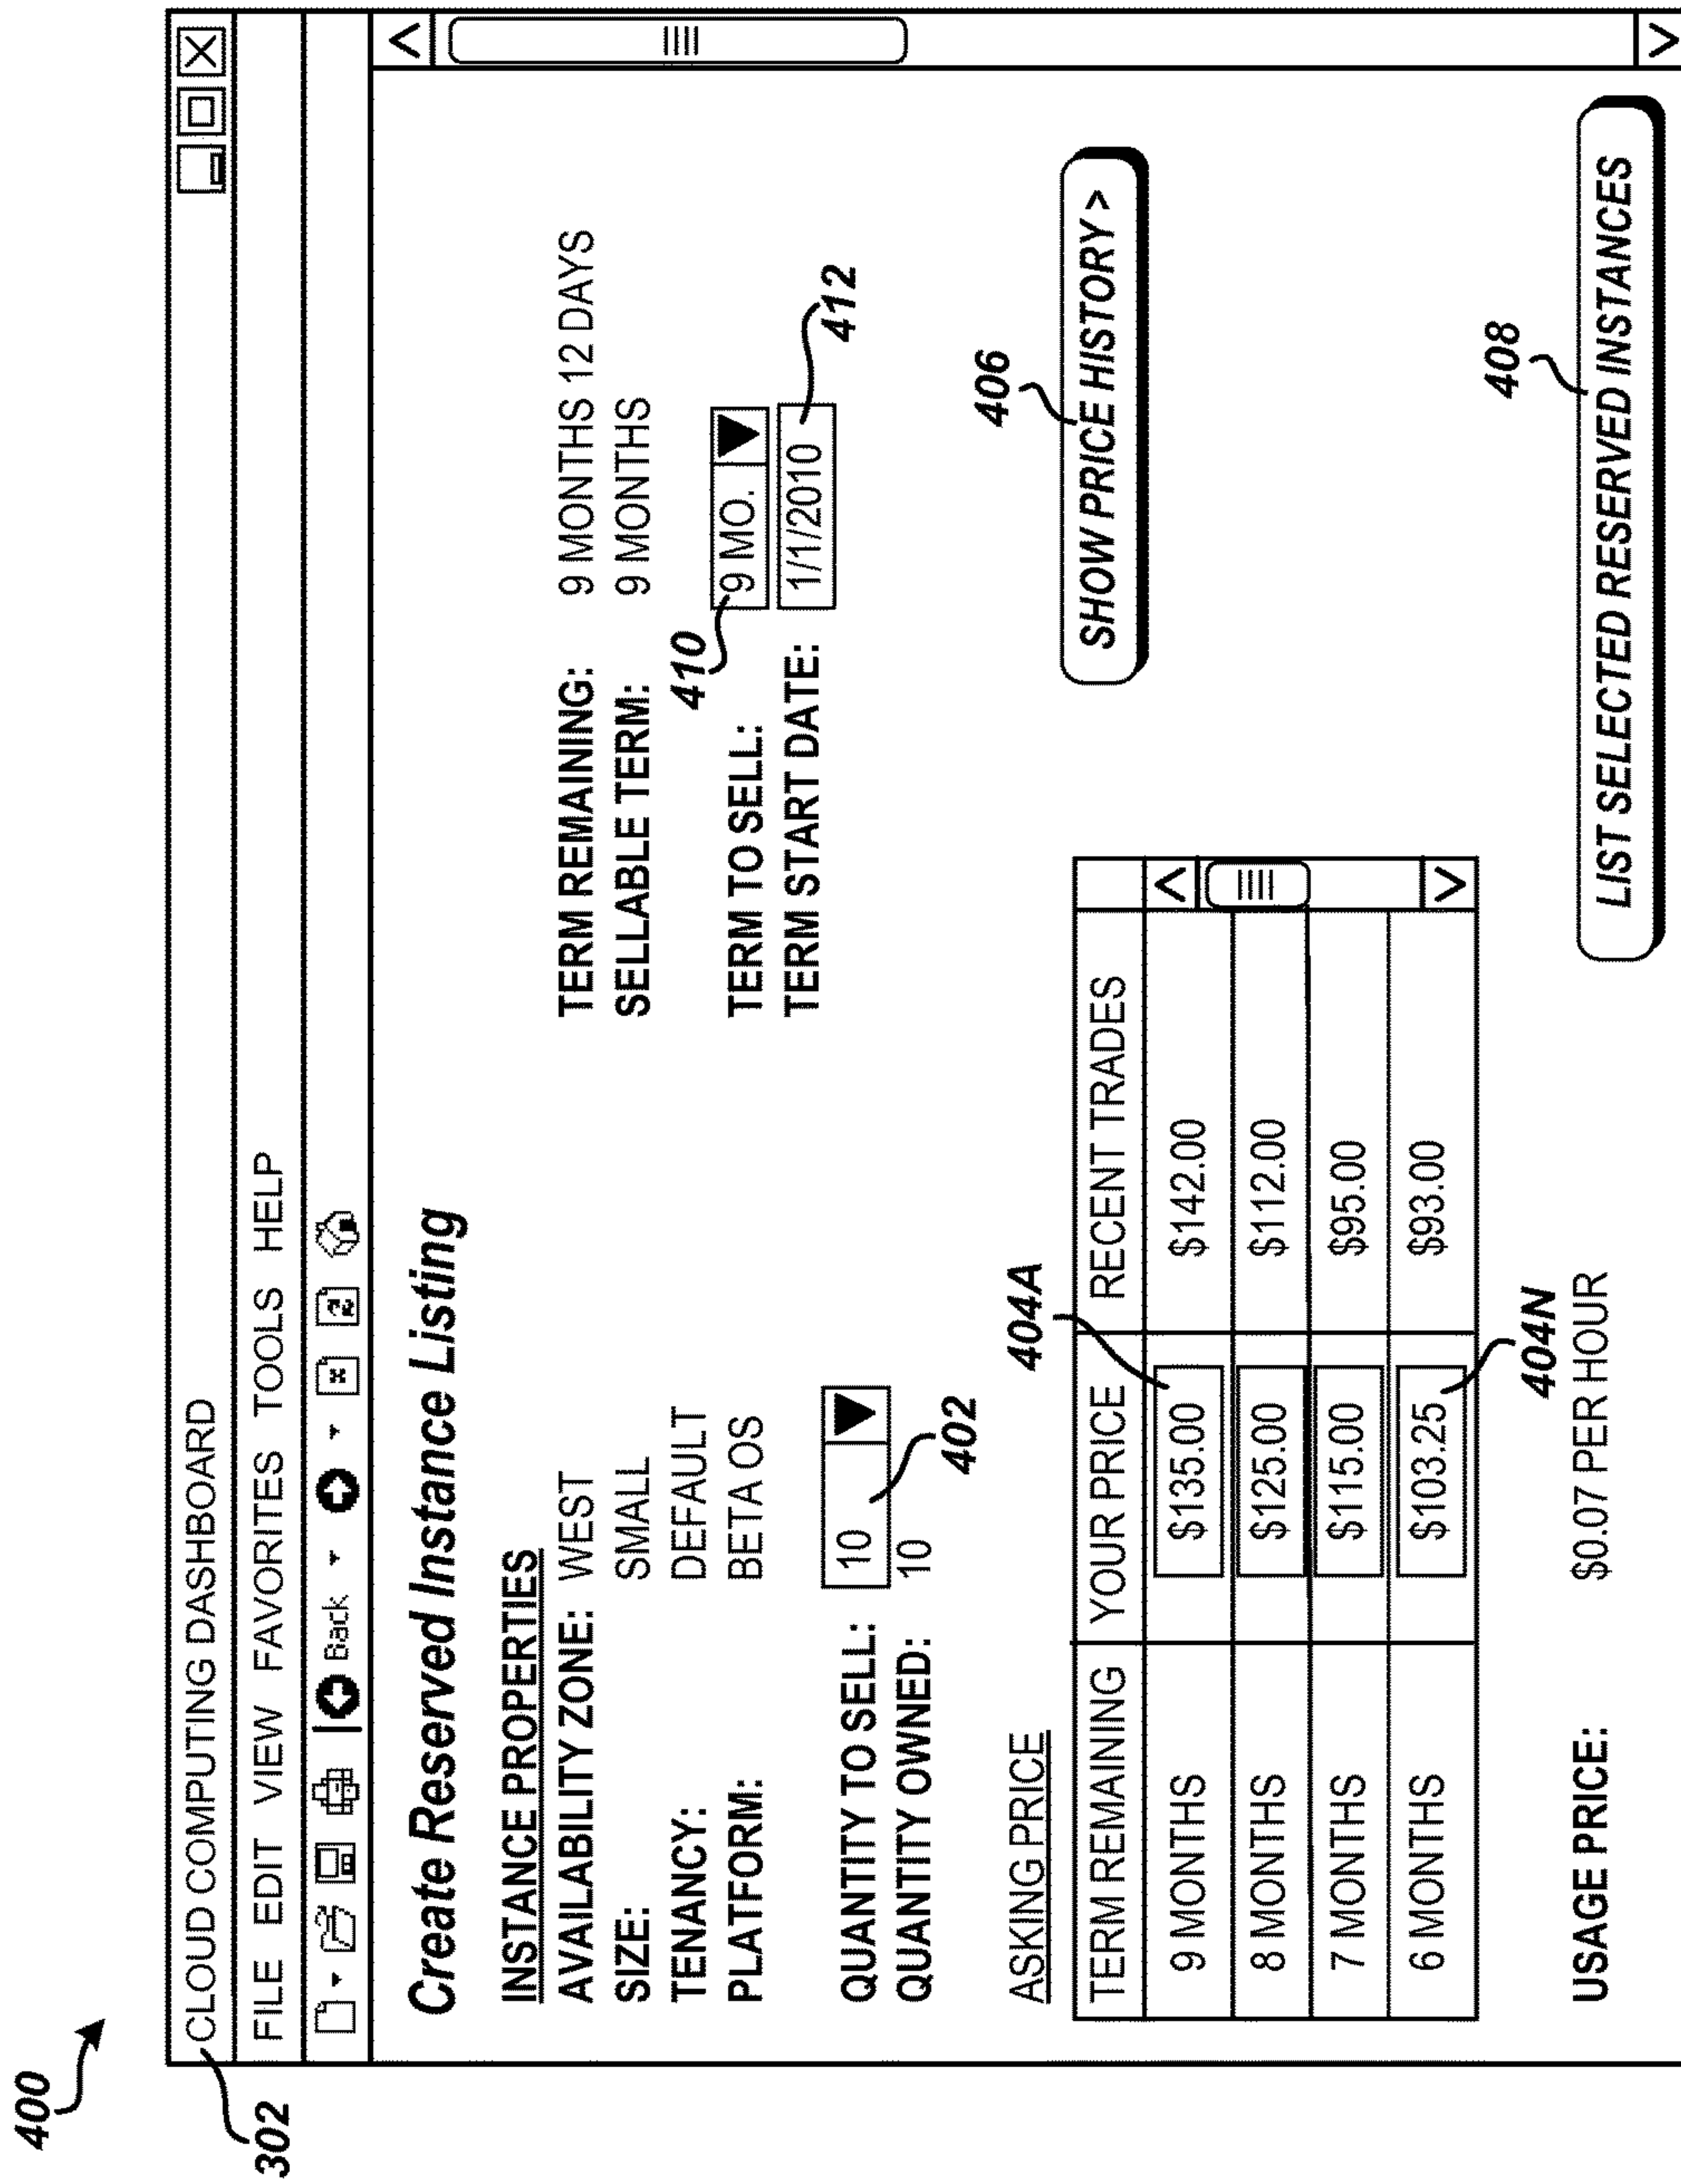 400
302
CLOUD COMPUTING DASHBOARD
FILE EDIT VIEW FAVORITES TOOLS HELP
Back
Create Reserved Instance Listing
INSTANCE PROPERTIES
AVAILABILITY ZONE: WEST
SIZE: SMALL
TENANCY: DEFAULT
PLATFORM: BETA OS
TERM REMAINING: 9 MONTHS 12 DAYS
SELLABLE TERM: 9 MONTHS
410
TERM TO SELL: 9 MO.
TERM START DATE: 1/1/2010
412
QUANTITY TO SELL: 10
QUANTITY OWNED: 10
402
ASKING PRICE
404A
406
TERM REMAINING YOUR PRICE RECENT TRADES
9 MONTHS $135.00 $142.00
8 MONTHS $125.00 $112.00
7 MONTHS $115.00 $95.00
6 MONTHS $103.25 $93.00
SHOW PRICE HISTORY >
404N
408
USAGE PRICE: $0.07 PER HOUR
LIST SELECTED RESERVED INSTANCES